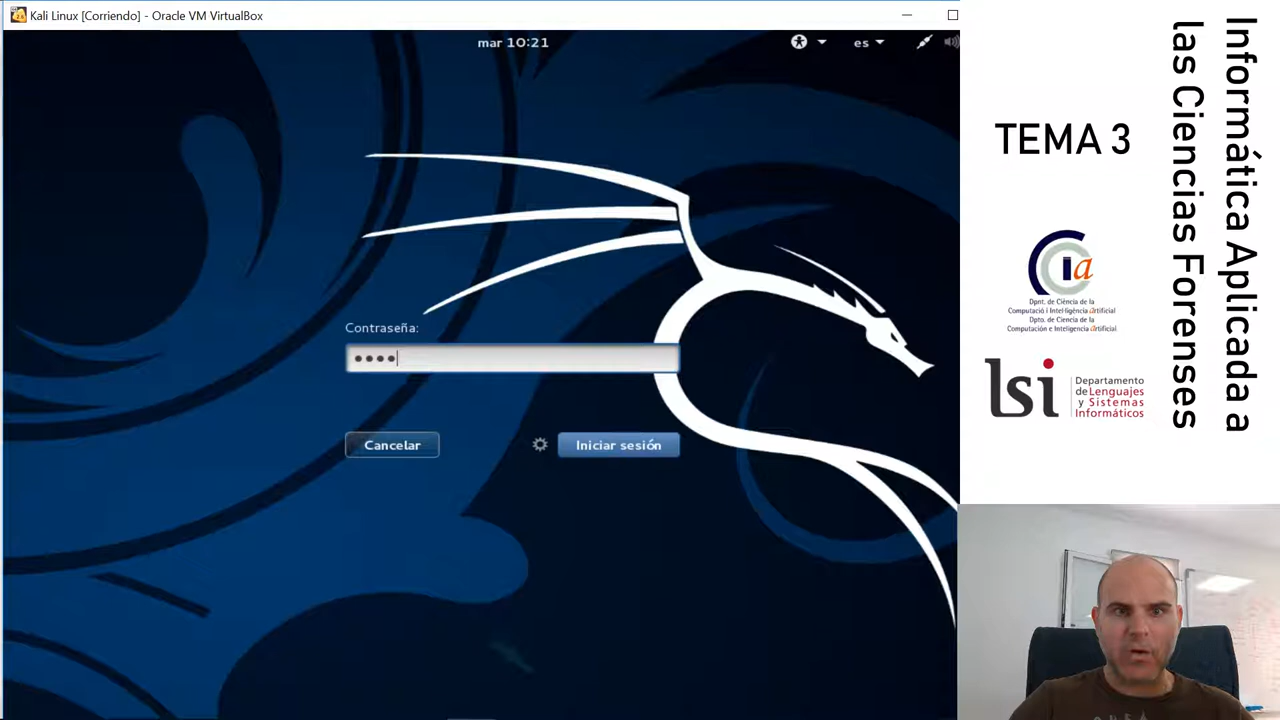 Kali Linux [Corriendo] - Oracle VM VirtualBox
mar 10:21
es
Contraseña:
Cancelar
Iniciar sesión
TEMA 3
Informática Aplicada a
las Ciencias Forenses
Dpnt. de Ciència de la
Computació i Intel·ligència artificial
Dpto. de Ciencia de la
Computación e Inteligencia artificial
lsi
Departamento
de Lenguajes
y Sistemas
Informáticos